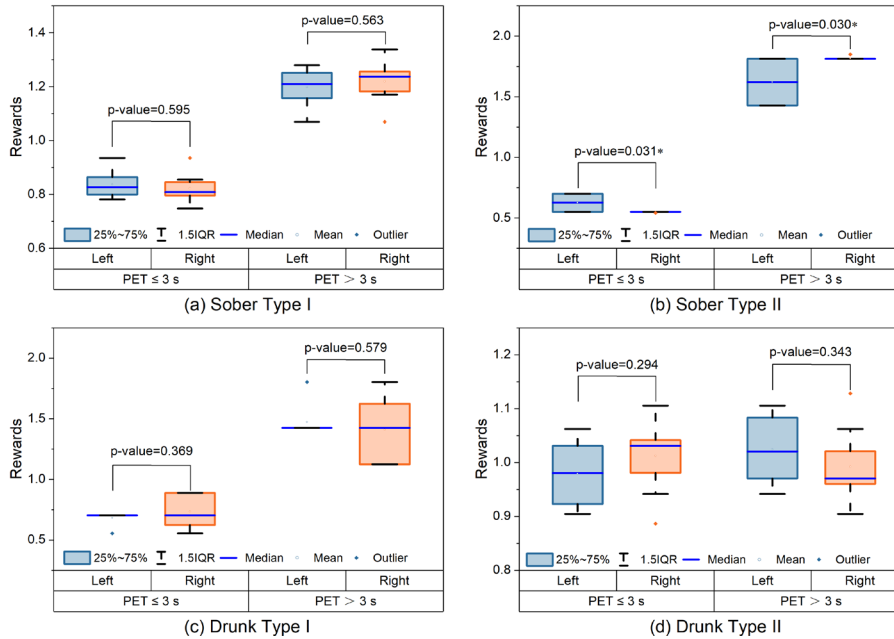 p-value=0.563
p-value=0.595
Rewards
1.4
1.2
1.0
0.8
0.6
25%~75% 1.5IQR Median Mean Outlier
Left Right Left Right
PET ≤ 3 s PET > 3 s
(a) Sober Type I
p-value=0.030*
p-value=0.031*
Rewards
2.0
1.5
1.0
0.5
25%~75% 1.5IQR Median Mean Outlier
Left Right Left Right
PET ≤ 3 s PET > 3 s
(b) Sober Type II
p-value=0.579
p-value=0.369
Rewards
2.0
1.5
1.0
0.5
25%~75% 1.5IQR Median Mean Outlier
Left Right Left Right
PET ≤ 3 s PET > 3 s
(c) Drunk Type I
p-value=0.294 p-value=0.343
Rewards
1.2
1.1
1.0
0.9
0.8
25%~75% 1.5IQR Median Mean Outlier
Left Right Left Right
PET ≤ 3 s PET > 3 s
(d) Drunk Type II